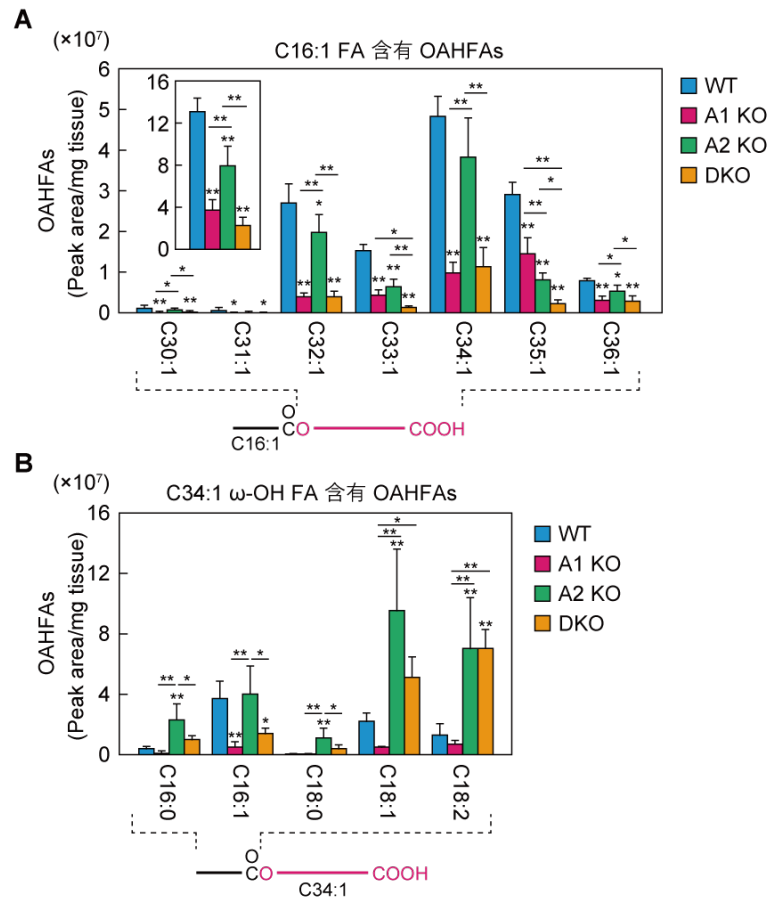 A
(×10⁷)
C16:1 FA 含有 OAHFAs
OAHFAs
(Peak area/mg tissue)
6
5
4
3
2
1
0
16
12
8
4
0
**
**
**
**
**
WT
A1 KO
A2 KO
DKO
*
*
**
**
*
*
**
**
*
**
**
*
**
**
**
**
**
**
**
**
**
**
*
**
**
**
**
*
*
**
*
**
C30:1
C31:1
C32:1
C33:1
C34:1
C35:1
C36:1
O
C16:1
CO
COOH
B
(×10⁷)
C34:1 ω-OH FA 含有 OAHFAs
OAHFAs
(Peak area/mg tissue)
16
12
8
4
0
WT
A1 KO
A2 KO
DKO
** *
**
** *
**
*
** *
**
*
**
**
**
**
**
**
C16:0
C16:1
C18:0
C18:1
C18:2
O
CO
COOH
C34:1